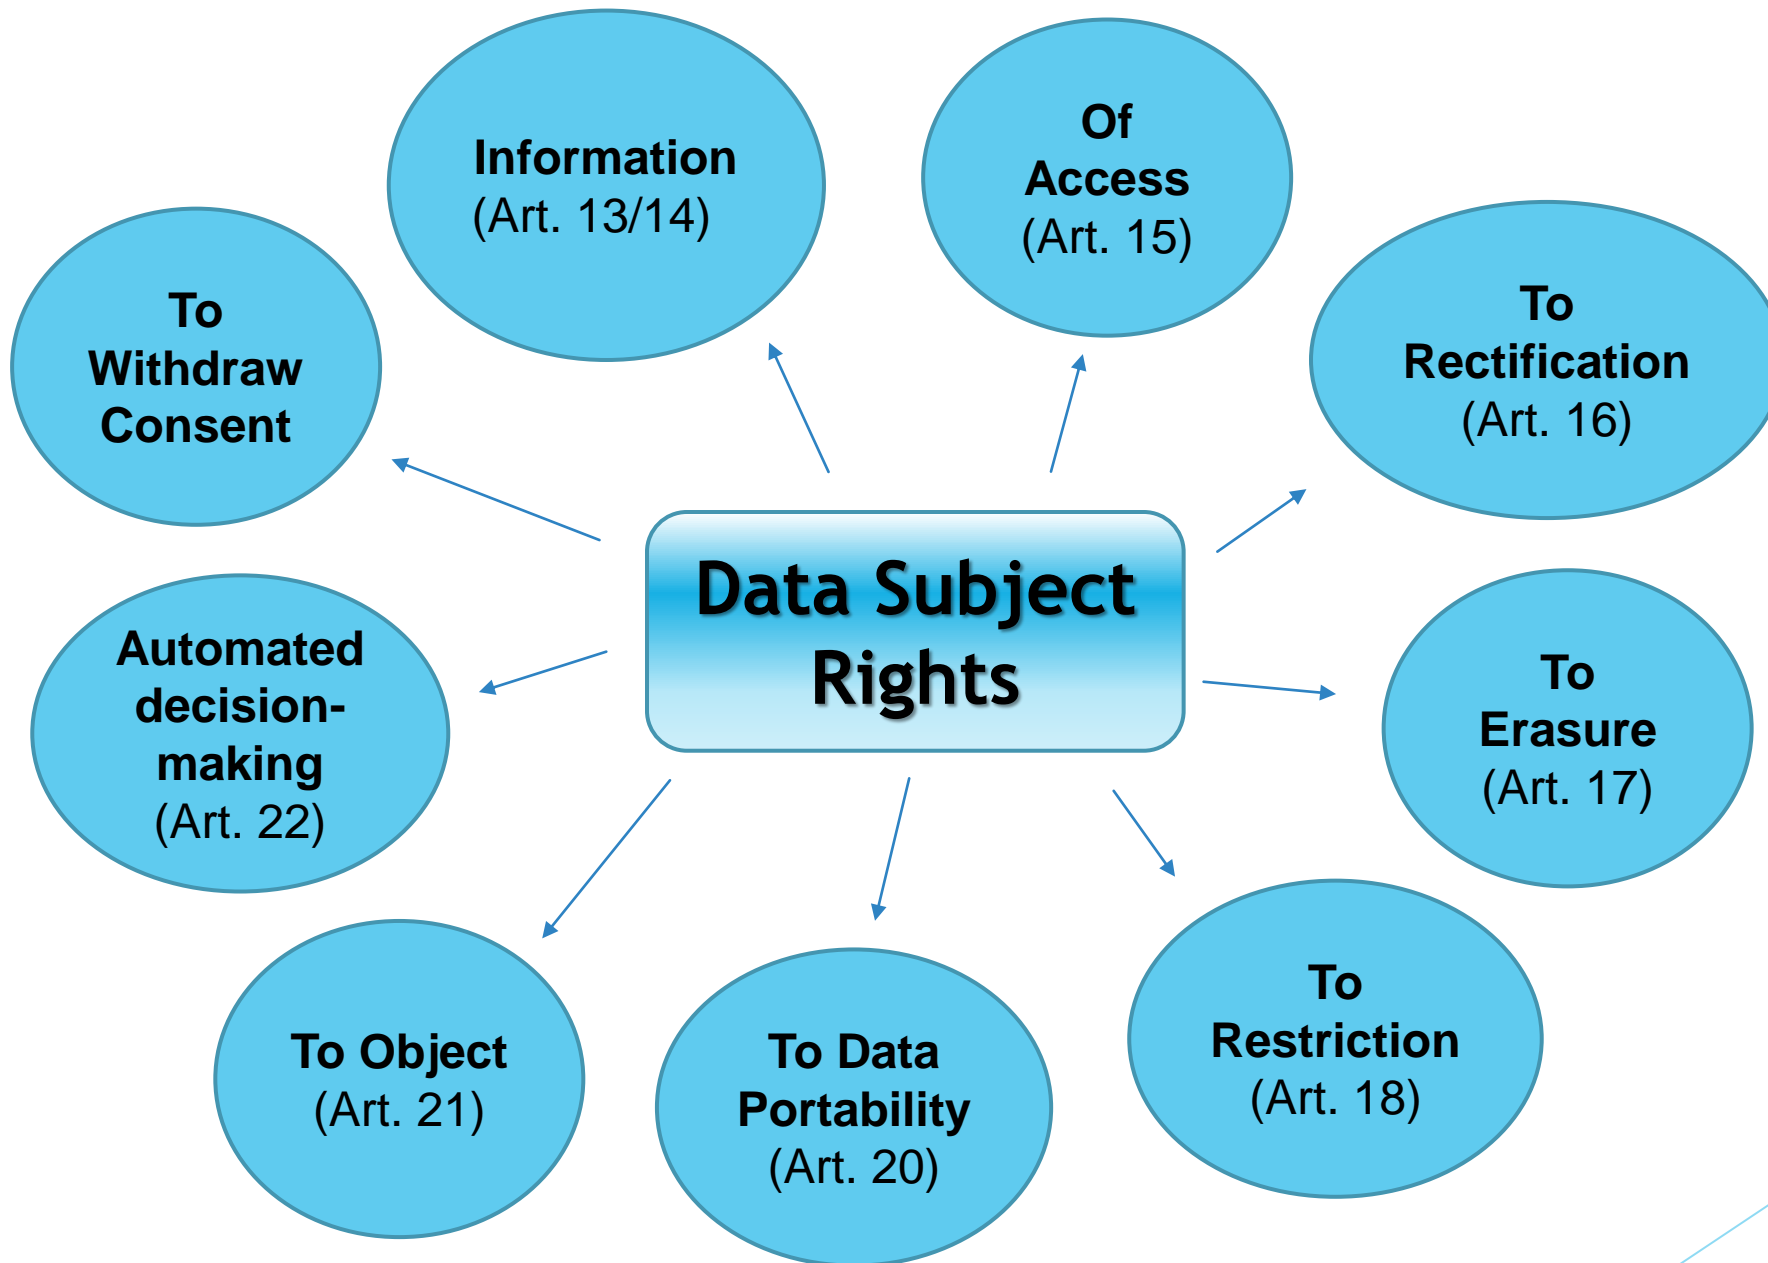 Information
(Art. 13/14)
Of
Access
(Art. 15)
To
Rectification
(Art. 16)
To
Withdraw
Consent
Data Subject
Rights
Automated
decision-
making
(Art. 22)
To
Erasure
(Art. 17)
To Object
(Art. 21)
To Data
Portability
(Art. 20)
To
Restriction
(Art. 18)